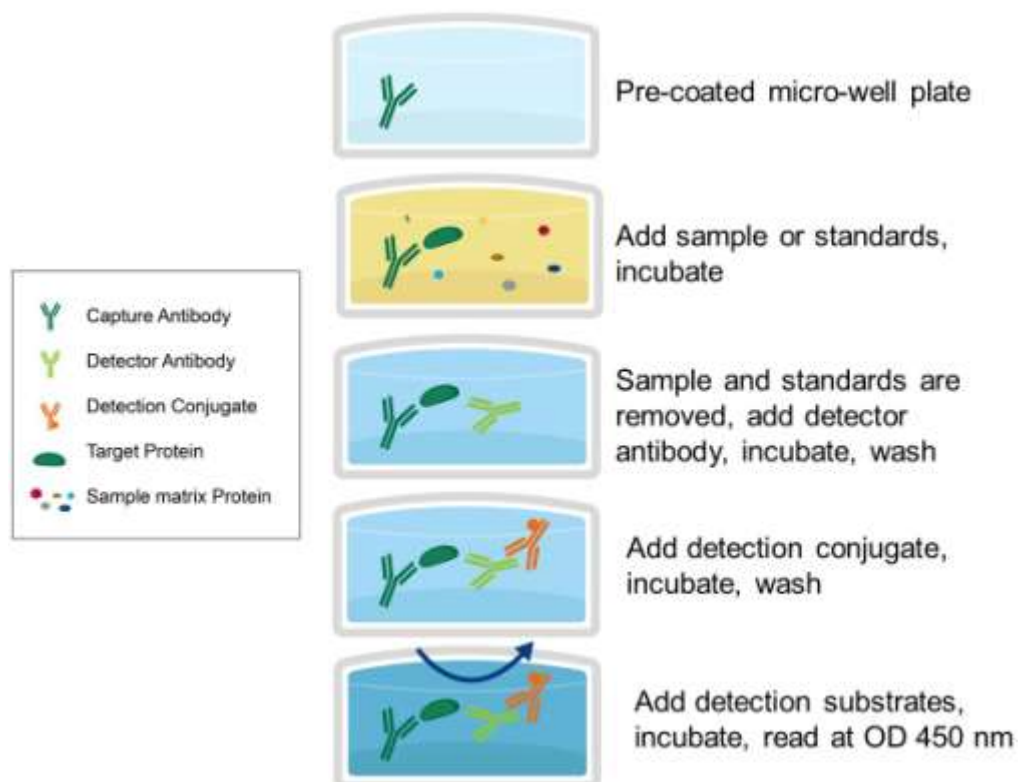 Pre-coated micro-well plate
Add sample or standards,
incubate
Capture Antibody
Detector Antibody
Detection Conjugate
Target Protein
Sample matrix Protein
Sample and standards are
removed, add detector
antibody, incubate, wash
Add detection conjugate,
incubate, wash
Add detection substrates,
incubate, read at OD 450 nm